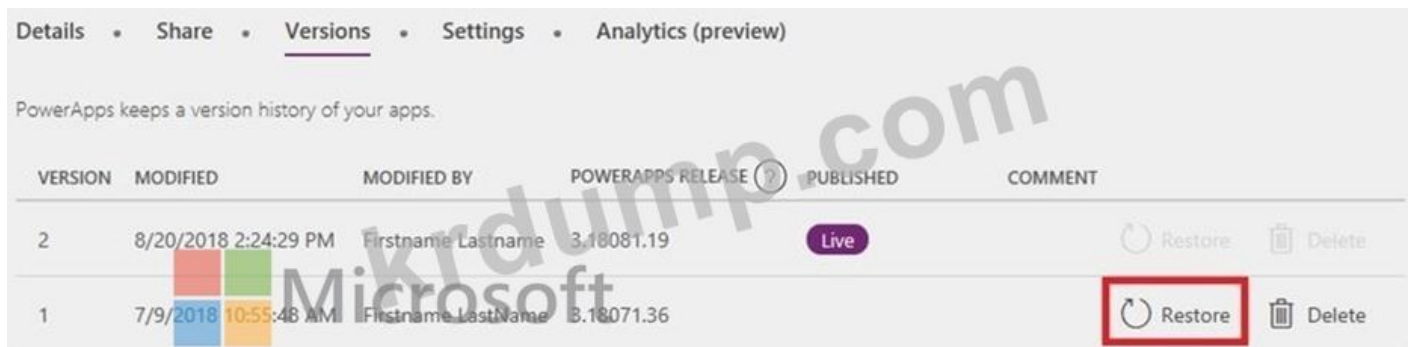 Details • Share • Versions • Settings • Analytics (preview)
PowerApps keeps a version history of your apps.
VERSION MODIFIED MODIFIED BY POWERAPPS RELEASE ? PUBLISHED COMMENT
2 8/20/2018 2:24:29 PM Firstname Lastname 3.18081.19 Live Restore Delete
1 7/9/2018 10:55:48 AM Firstname LastName 3.18071.36 Restore Delete
krdump.com
Microsoft